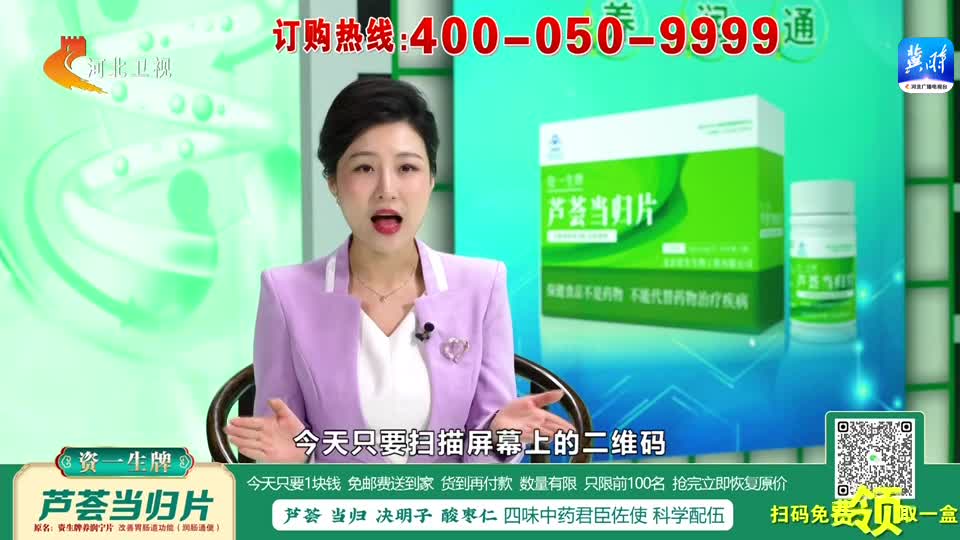 订购热线:400-050-9999
养 润 通
河北卫视
冀时
河北广播电视台
资一生牌
芦荟当归片
保健食品不是药物 不能代替药物治疗疾病
芦荟当归片
今天只要扫描屏幕上的二维码
资一生牌
芦荟当归片
原名：资生牌养润宁片 改善胃肠道功能（润肠通便）
今天只要1块钱 免邮费送到家 货到再付款 数量有限 只限前100名 抢完立即恢复原价
芦荟 当归 决明子 酸枣仁 四味中药君臣佐使 科学配伍
扫码免费领取一盒